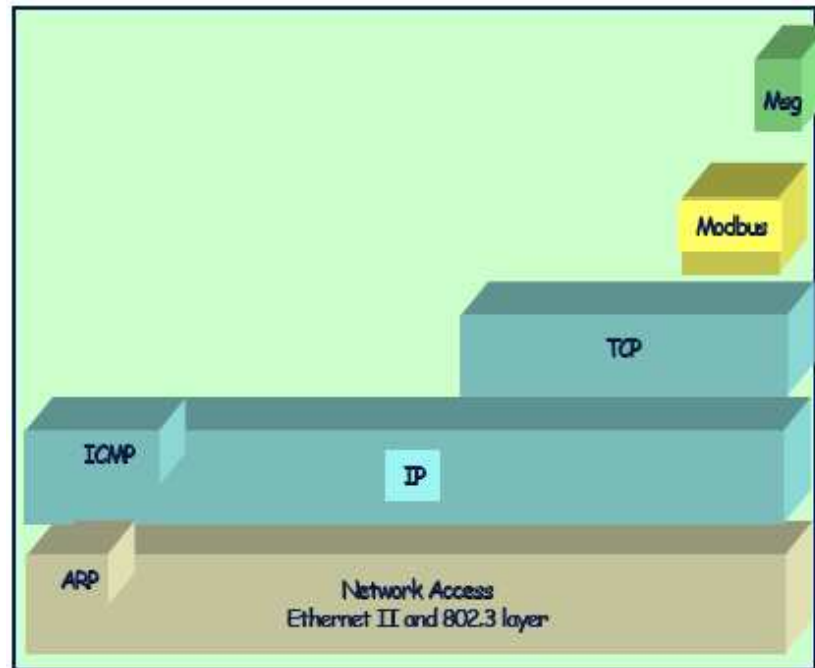 Msg
Modbus
TCP
ICMP
IP
ARP
Network Access
Ethernet II and 802.3 layer